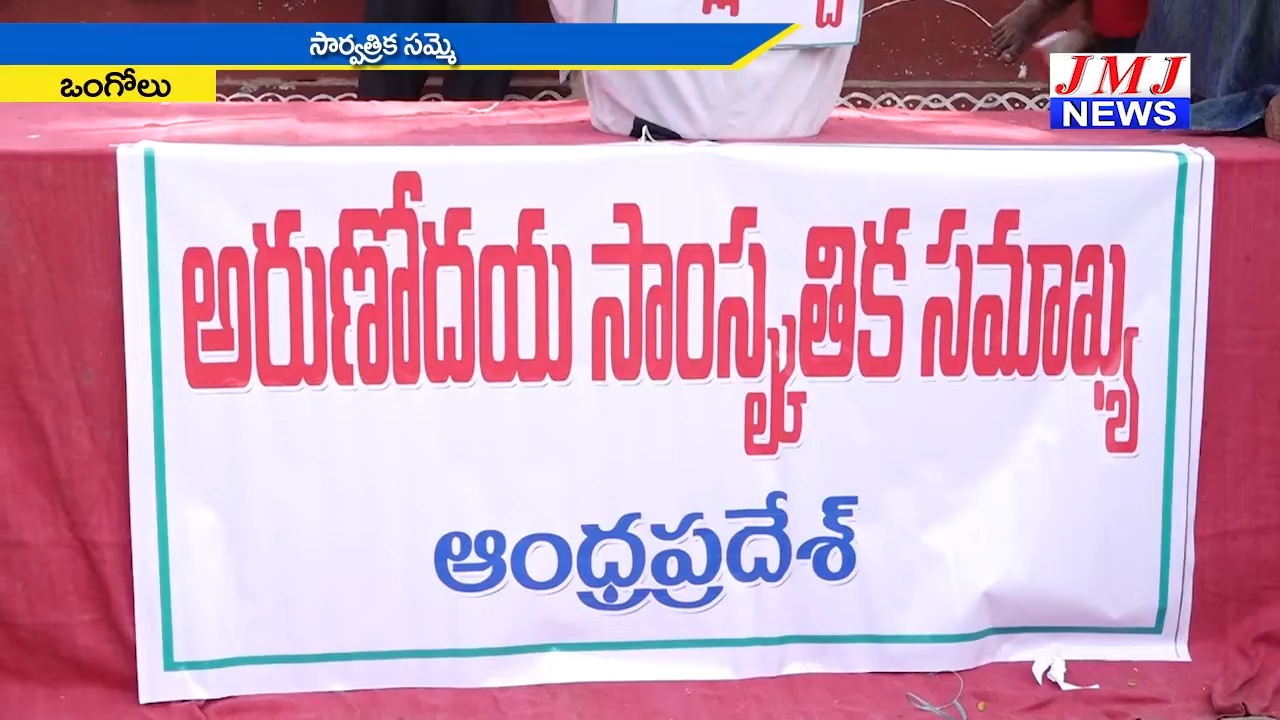 సార్వత్రిక సమ్మె
ఒంగోలు
JMJ
NEWS
అరుణోదయ సాంస్కృతిక సమాఖ్య
ఆంధ్రప్రదేశ్